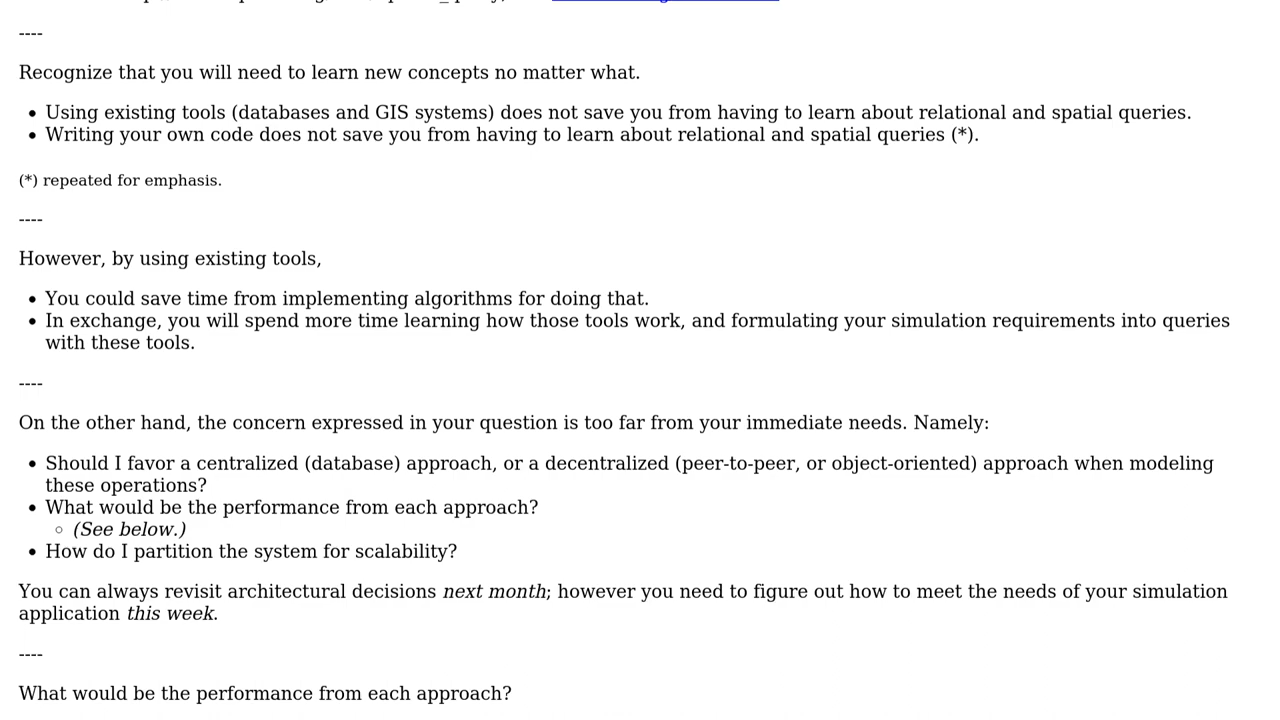 ----
Recognize that you will need to learn new concepts no matter what.
• Using existing tools (databases and GIS systems) does not save you from having to learn about relational and spatial queries.
• Writing your own code does not save you from having to learn about relational and spatial queries (*).
(*) repeated for emphasis.
----
However, by using existing tools,
• You could save time from implementing algorithms for doing that.
• In exchange, you will spend more time learning how those tools work, and formulating your simulation requirements into queries
with these tools.
----
On the other hand, the concern expressed in your question is too far from your immediate needs. Namely:
• Should I favor a centralized (database) approach, or a decentralized (peer-to-peer, or object-oriented) approach when modeling
these operations?
• What would be the performance from each approach?
◦ (See below.)
• How do I partition the system for scalability?
You can always revisit architectural decisions next month; however you need to figure out how to meet the needs of your simulation
application this week.
----
What would be the performance from each approach?